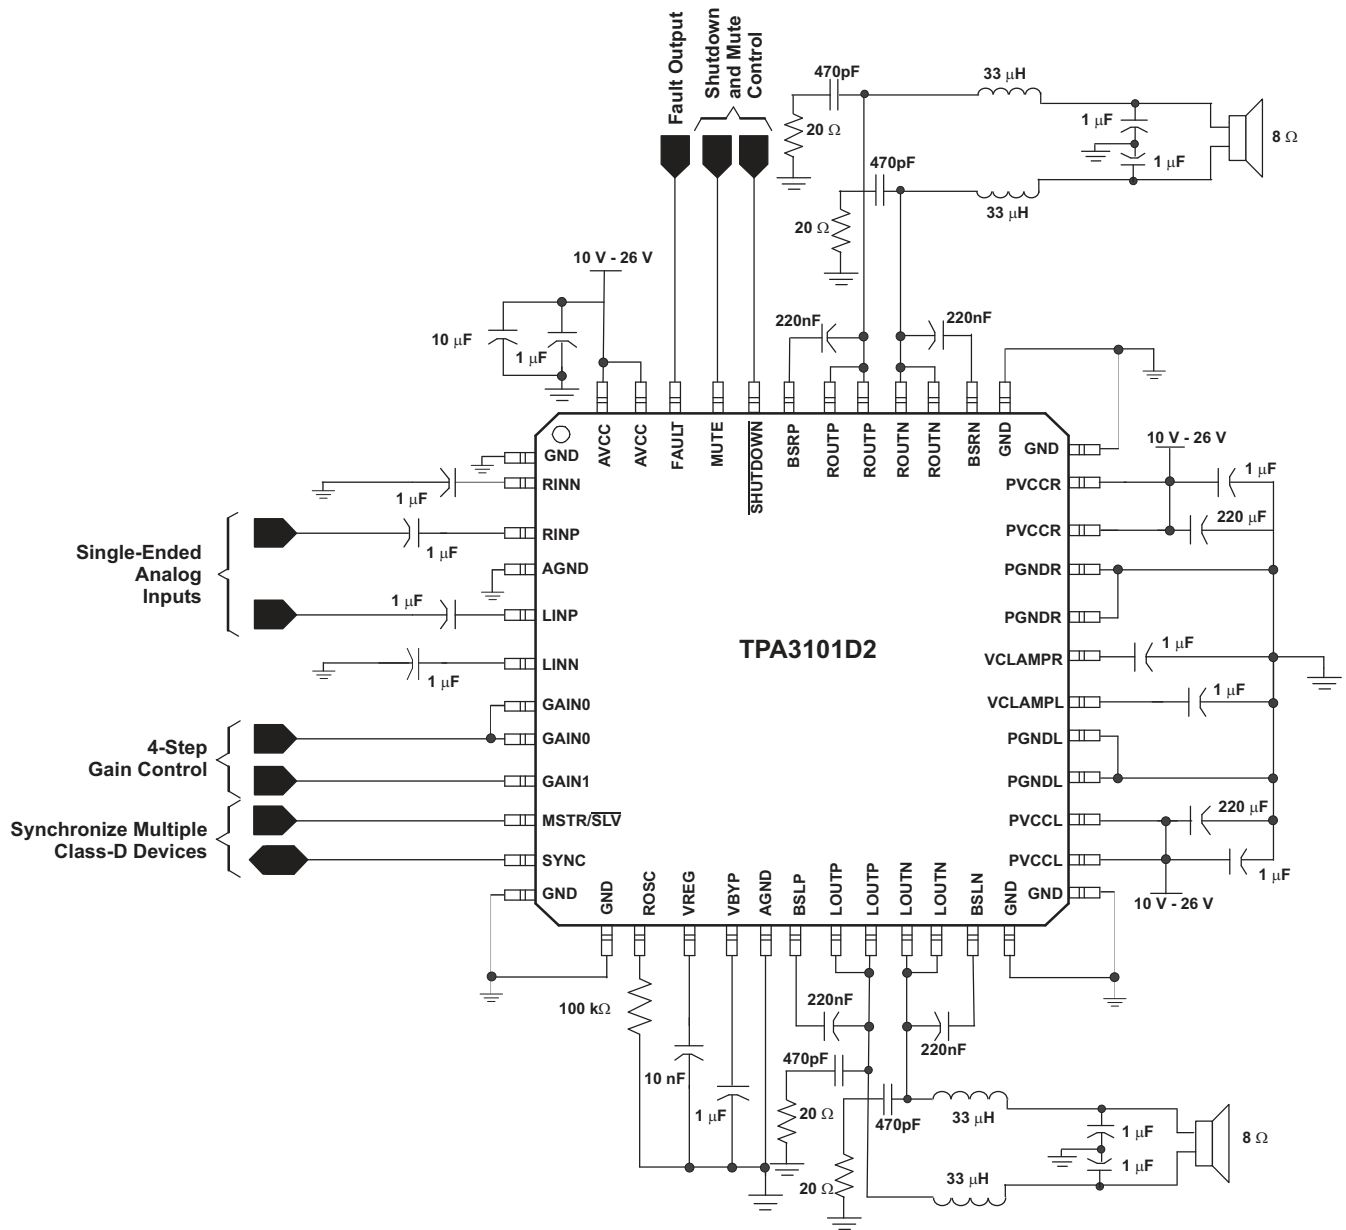 Fault Output
Shutdown
and Mute
Control
470pF
33 μH
20 Ω
1 μF
8 Ω
470pF
1 μF
20 Ω
33 μH
10 V - 26 V
10 μF
1 μF
220nF
220nF
AVCC
AVCC
FAULT
MUTE
SHUTDOWN
BSRP
ROUTP
ROUTP
ROUTN
ROUTN
BSRN
GND
GND
RINN
1 μF
RINP
1 μF
AGND
1 μF
LINP
LINN
1 μF
GAIN0
GAIN0
GAIN1
MSTR/SLV
SYNC
GND
Single-Ended
Analog
Inputs
4-Step
Gain Control
Synchronize Multiple
Class-D Devices
TPA3101D2
GND
10 V - 26 V
PVCCR
1 μF
PVCCR
220 μF
PGNDR
PGNDR
VCLAMPR
1 μF
VCLAMPL
1 μF
PGNDL
PGNDL
PVCCL
220 μF
PVCCL
1 μF
GND
10 V - 26 V
GND
ROSC
VREG
VBYP
AGND
BSLP
LOUTP
LOUTP
LOUTN
LOUTN
BSLN
GND
100 kΩ
220nF
220nF
10 nF
470pF
1 μF
20 Ω
470pF
33 μH
1 μF
8 Ω
1 μF
20 Ω
33 μH